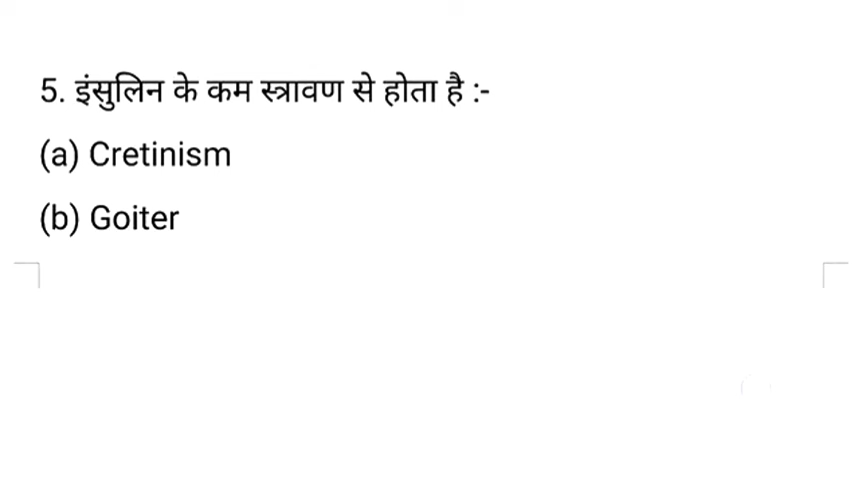 5. इंसुलिन के कम स्त्रावण से होता है :-
(a) Cretinism
(b) Goiter